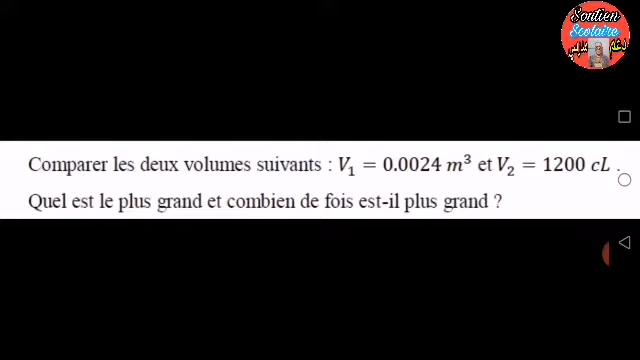 Soutien
Scolaire
Comparer les deux volumes suivants : V₁ = 0.0024 m³ et V₂ = 1200 cL .
Quel est le plus grand et combien de fois est-il plus grand ?